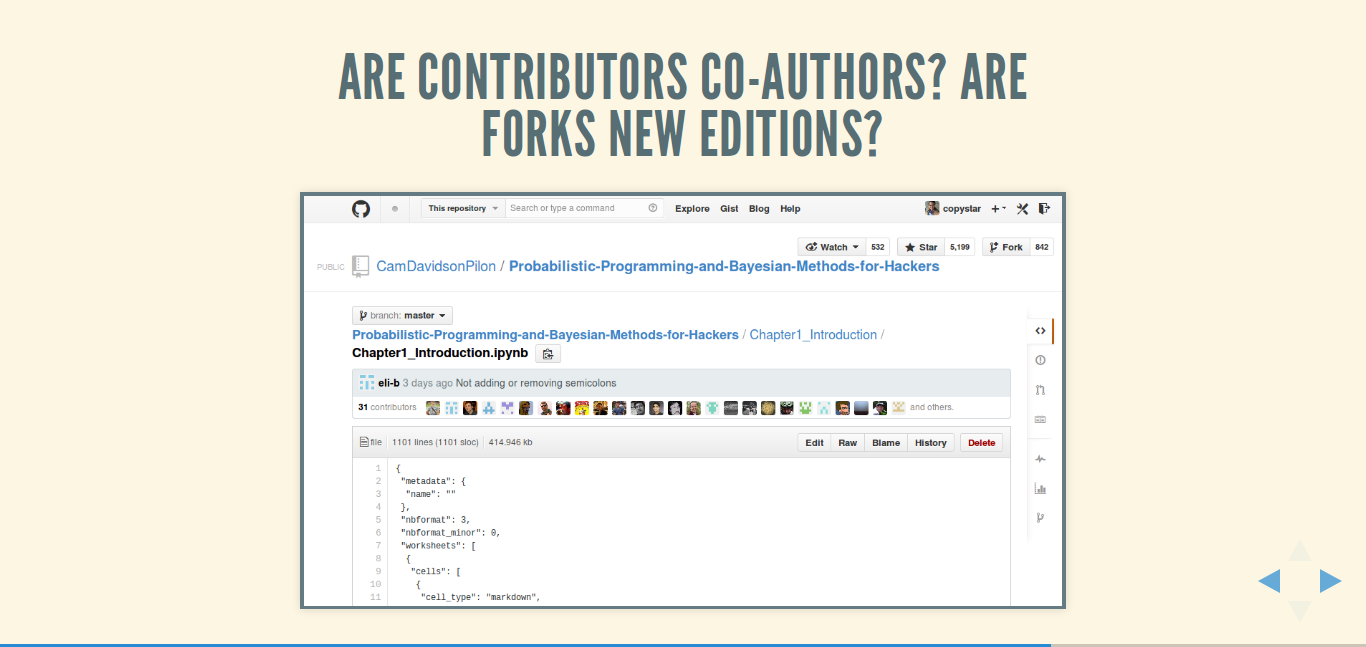 ARE CONTRIBUTORS CO-AUTHORS? ARE
FORKS NEW EDITIONS?
This repository Search or type a command Explore Gist Blog Help copystar
Watch 532 Star 5,199 Fork 842
PUBLIC CamDavidsonPilon / Probabilistic-Programming-and-Bayesian-Methods-for-Hackers
branch: master
Probabilistic-Programming-and-Bayesian-Methods-for-Hackers / Chapter1_Introduction /
Chapter1_Introduction.ipynb
eli-b 3 days ago Not adding or removing semicolons
31 contributors and others.
file 1101 lines (1101 sloc) 414.946 kb Edit Raw Blame History Delete
1 {
2 "metadata": {
3 "name": ""
4 },
5 "nbformat": 3,
6 "nbformat_minor": 0,
7 "worksheets": [
8 {
9 "cells": [
10 {
11 "cell_type": "markdown",